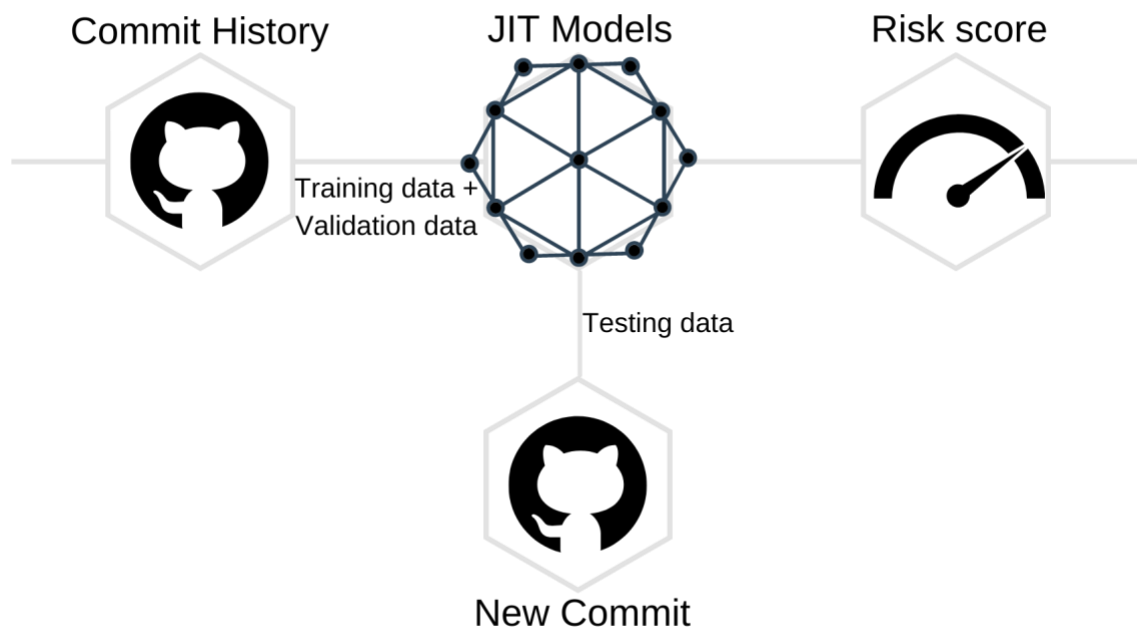 Commit History
JIT Models
Risk score
Training data +
Validation data
Testing data
New Commit